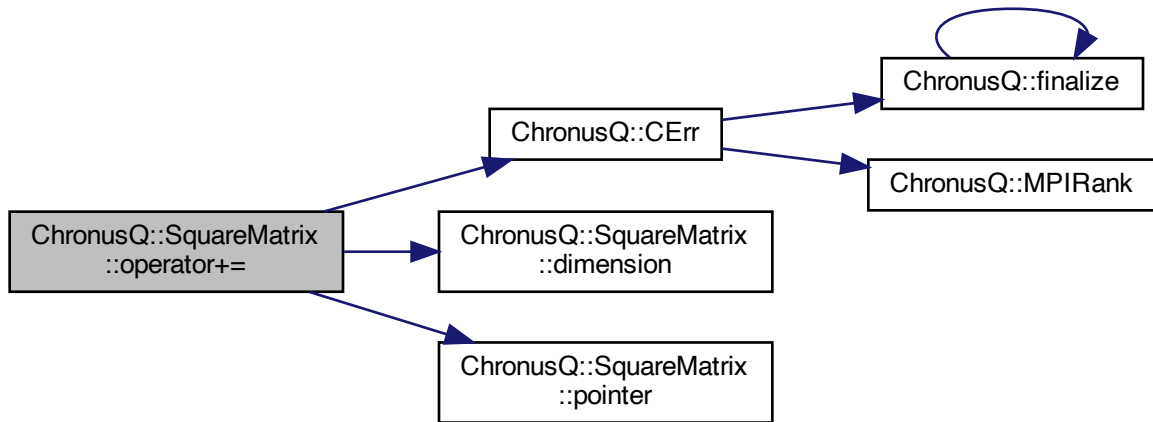 ChronusQ::finalize
ChronusQ::CErr
ChronusQ::MPIRank
ChronusQ::SquareMatrix
::operator+=
ChronusQ::SquareMatrix
::dimension
ChronusQ::SquareMatrix
::pointer